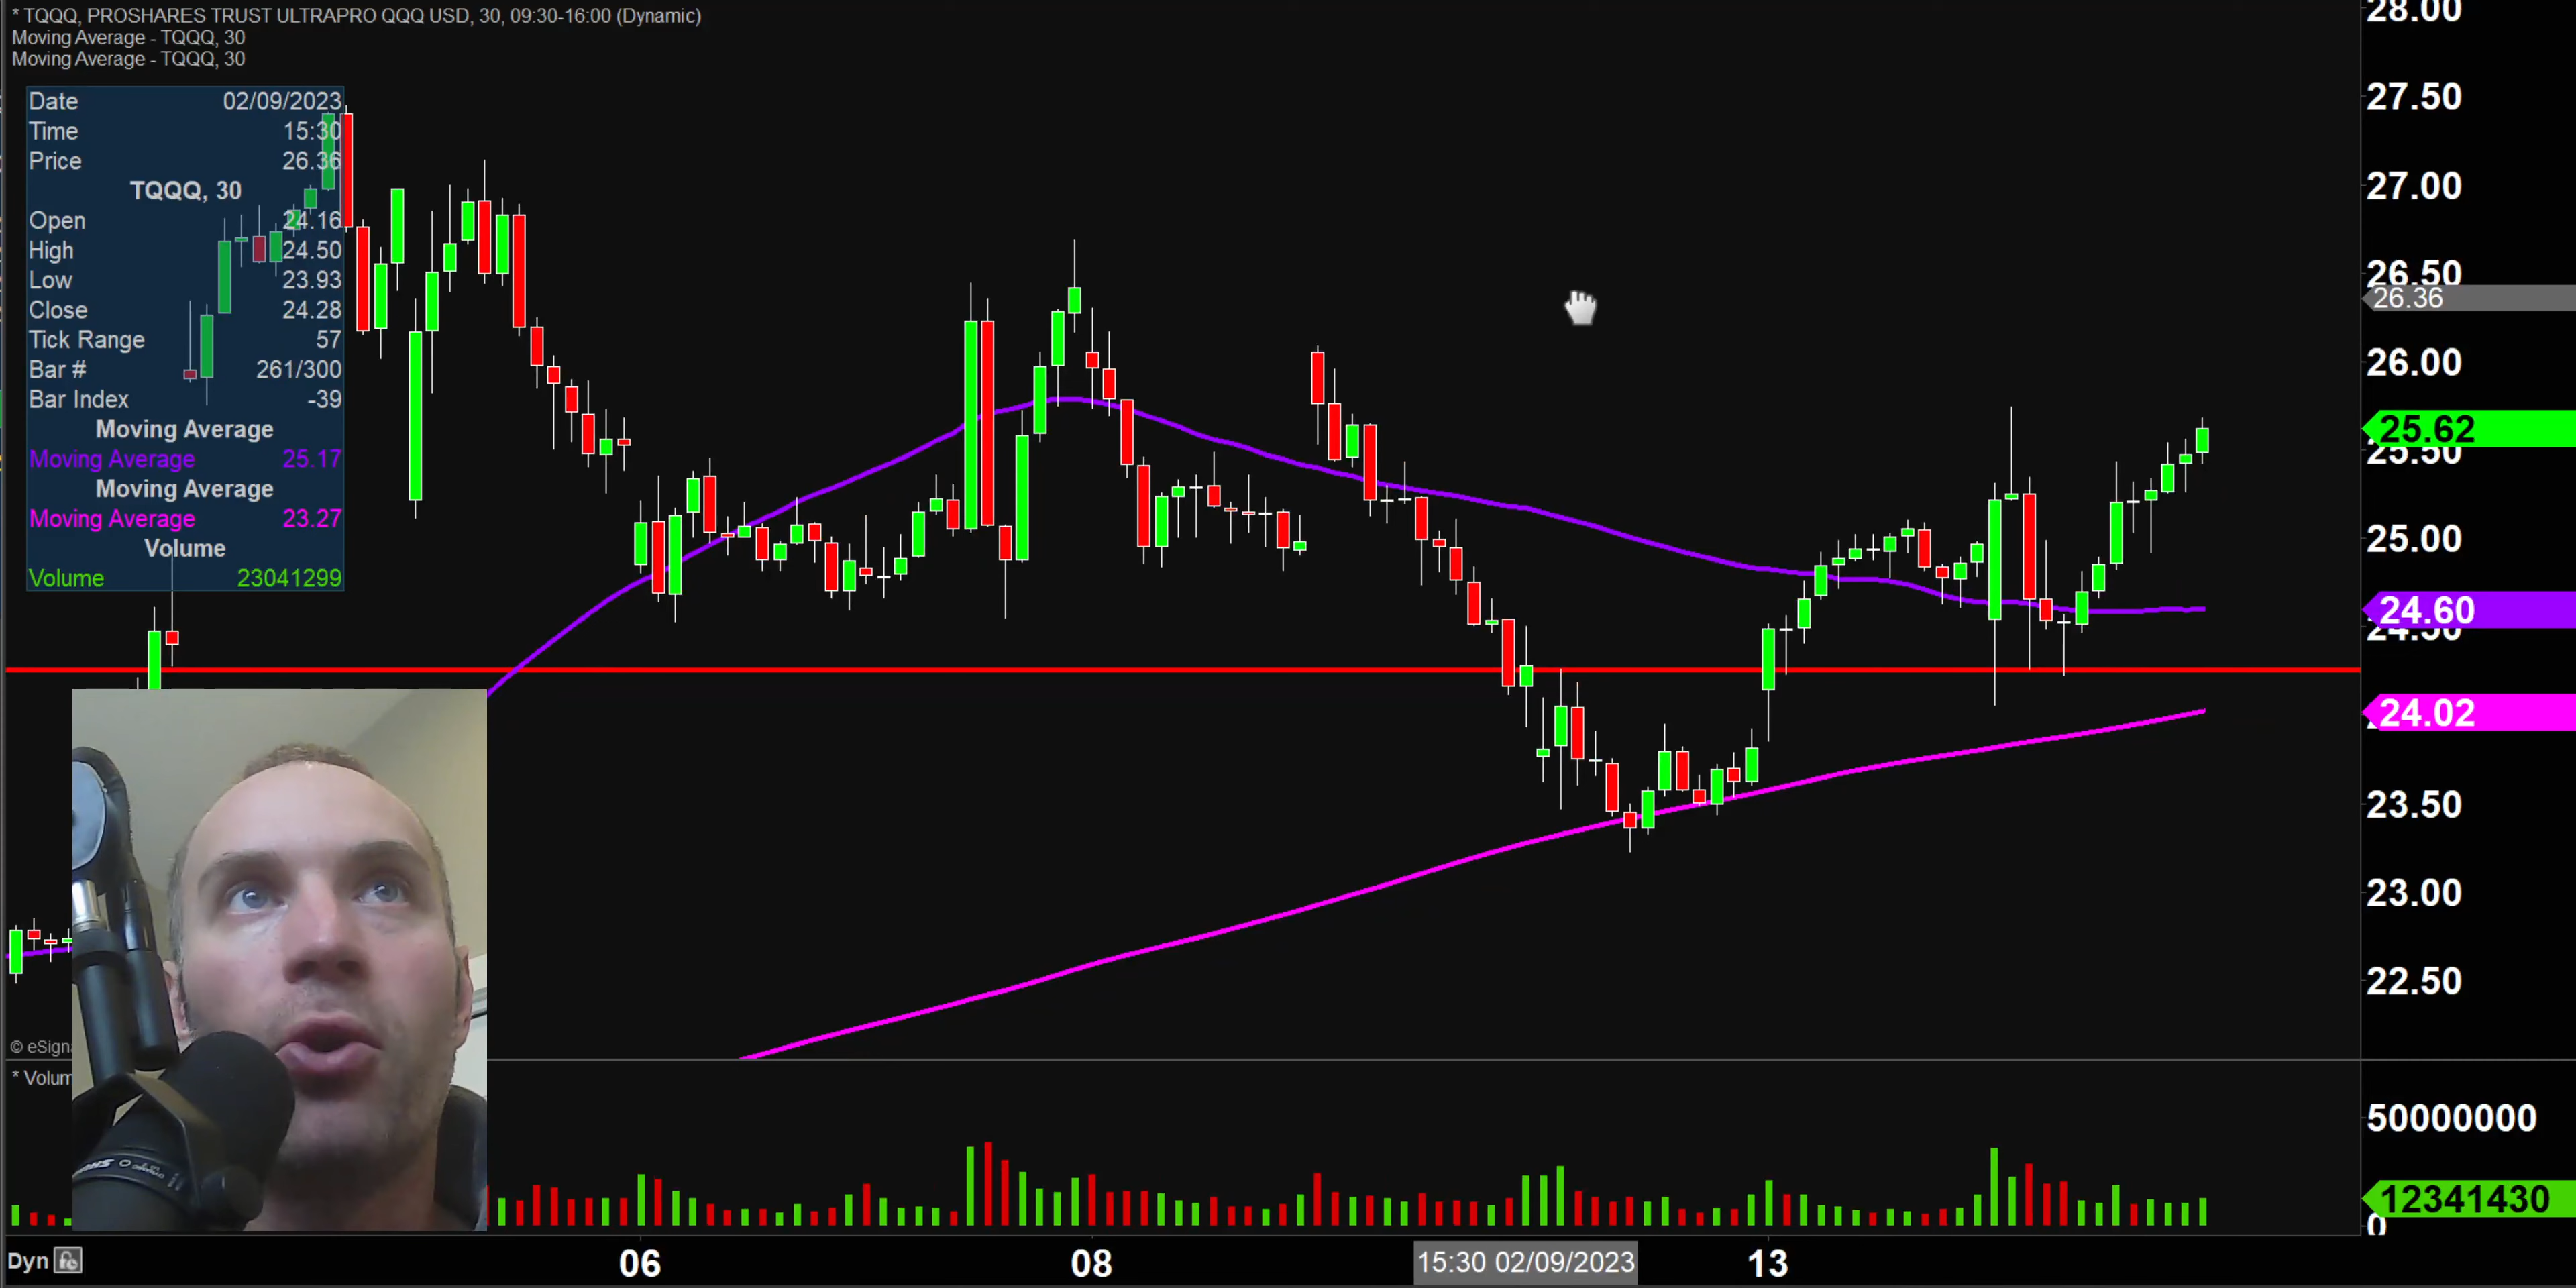 * TQQQ, PROSHARES TRUST ULTRAPRO QQQ USD, 30, 09:30-16:00 (Dynamic)
Moving Average - TQQQ, 30
Moving Average - TQQQ, 30
Date 02/09/2023
Time 15:30
Price 26.36
TQQQ, 30
Open 24.16
High 24.50
Low 23.93
Close 24.28
Tick Range 57
Bar # 261/300
Bar Index -39
Moving Average
Moving Average 25.17
Moving Average
Moving Average 23.27
Volume
Volume 23041299
28.00
27.50
27.00
26.50
26.36
26.00
25.62
25.50
25.00
24.60
24.50
24.02
23.50
23.00
22.50
© eSigna
* Volum
50000000
12341430
0
Dyn
06
08
15:30 02/09/2023
13